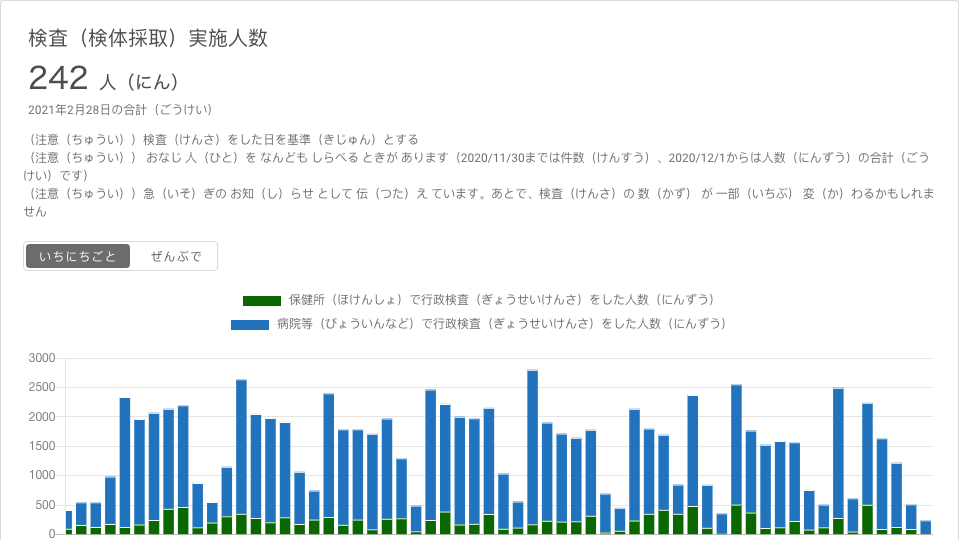 検査（検体採取）実施人数
242 人（にん）
2021年2月28日の合計（ごうけい）
（注意（ちゅうい））検査（けんさ）をした日を基準（きじゅん）とする
（注意（ちゅうい）） おなじ 人（ひと）を なんども しらべる ときが あります（2020/11/30までは件数（けんすう）、2020/12/1からは人数（にんずう）の合計（ごう
けい）です）
（注意（ちゅうい））急（いそ）ぎの お知（し）らせ として 伝（つた）え ています。あとで、検査（けんさ）の 数（かず） が 一部（いちぶ） 変（か）わるかもしれま
せん
いちにちごと ぜんぶで
保健所（ほけんしょ）で行政検査（ぎょうせいけんさ）をした人数（にんずう）
病院等（びょういんなど）で行政検査（ぎょうせいけんさ）をした人数（にんずう）
3000
2500
2000
1500
1000
500
0